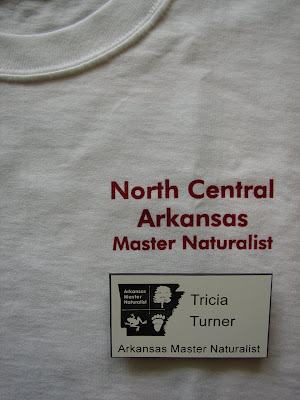 North Central
Arkansas
Master Naturalist
Arkansas
Master
Naturalist
Tricia
Turner
Arkansas Master Naturalist